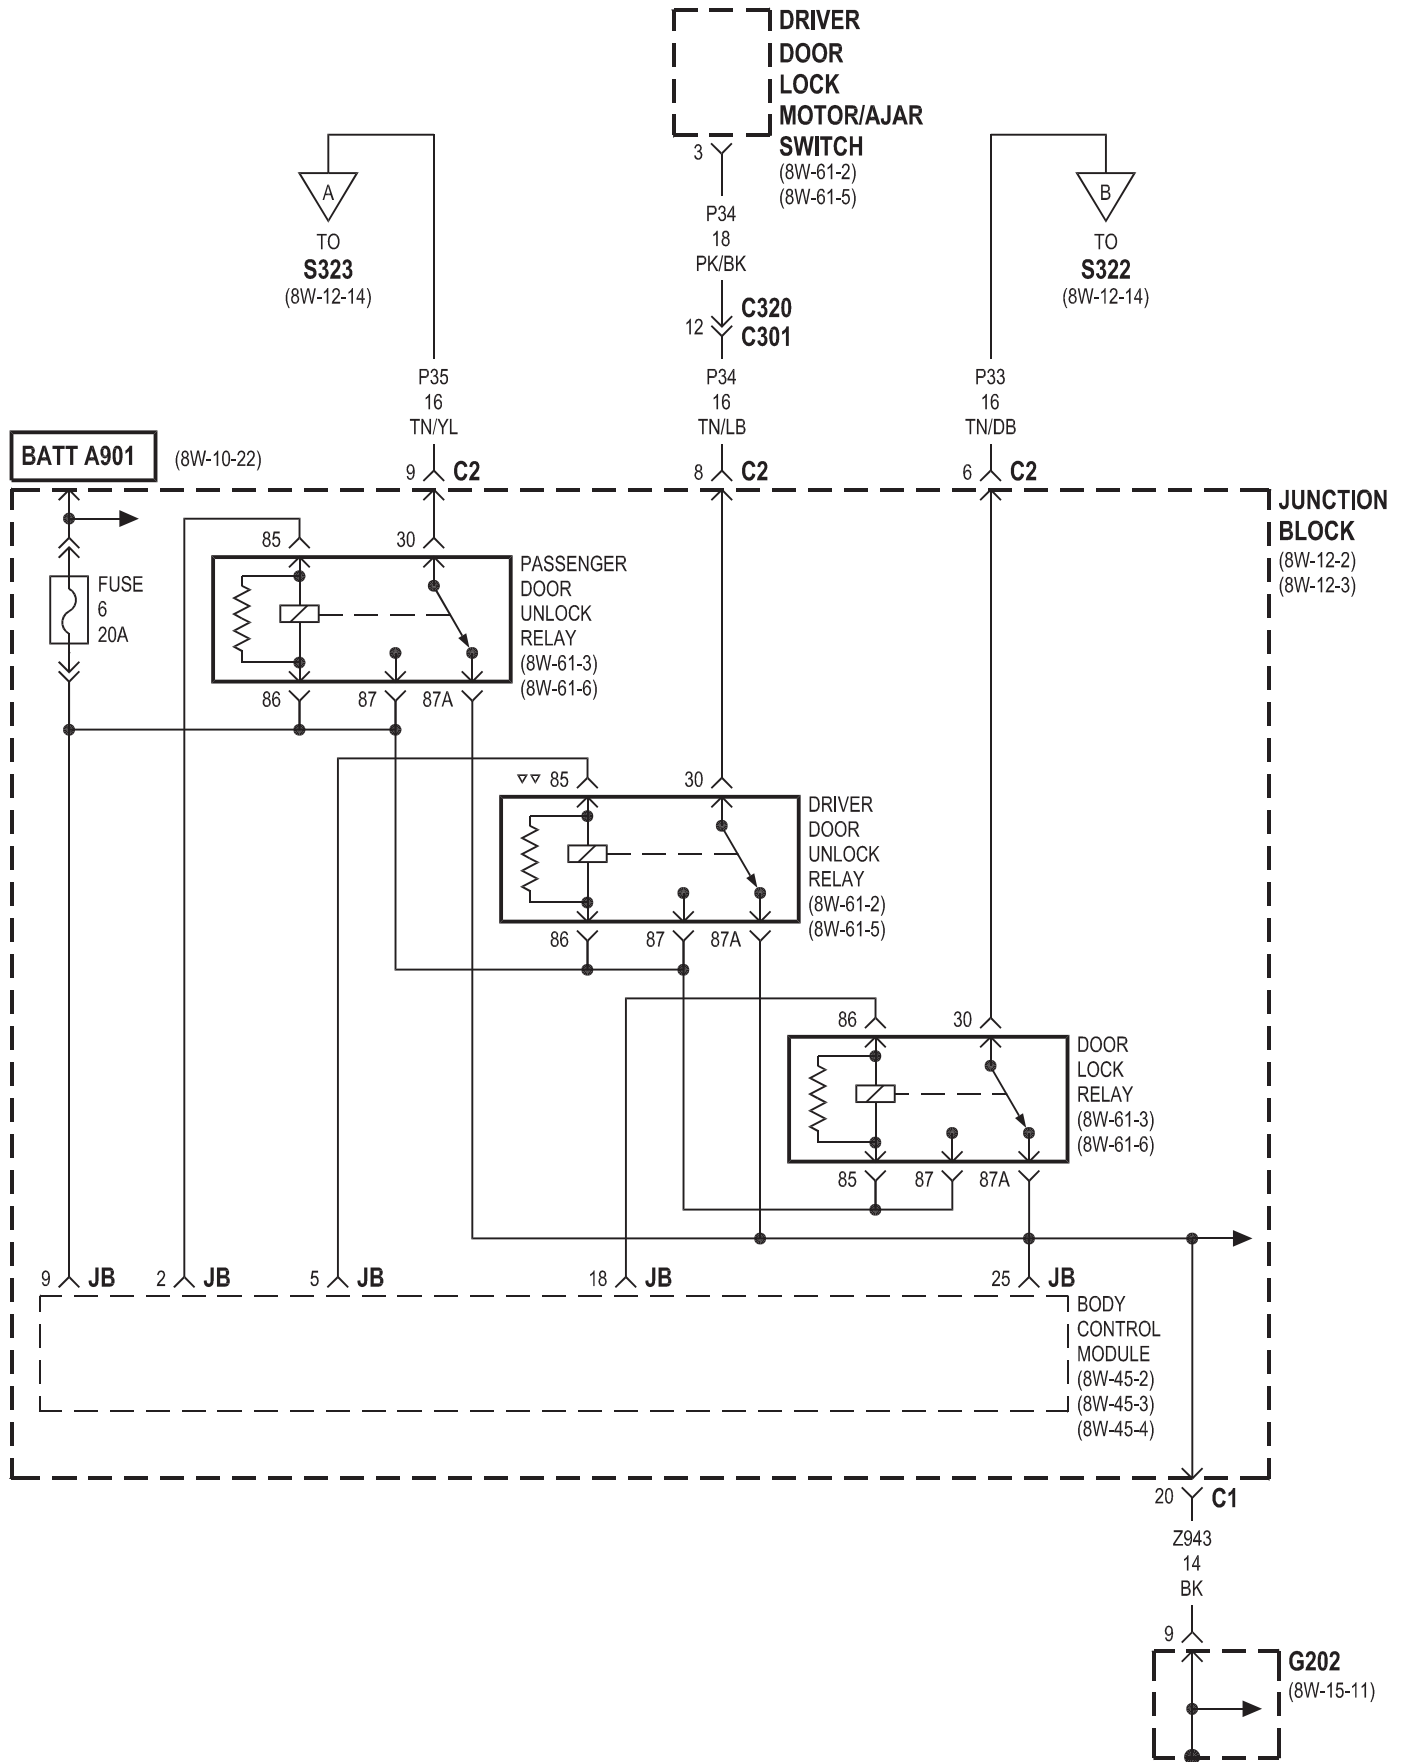 DRIVER
DOOR
LOCK
MOTOR/AJAR
SWITCH
(8W-61-2)
(8W-61-5)
3
P34
18
PK/BK
12
C320
C301
A
TO
S323
(8W-12-14)
B
TO
S322
(8W-12-14)
P35
16
TN/YL
P34
16
TN/LB
P33
16
TN/DB
BATT A901
(8W-10-22)
9
C2
8
C2
6
C2
JUNCTION
BLOCK
(8W-12-2)
(8W-12-3)
FUSE
6
20A
85
30
PASSENGER
DOOR
UNLOCK
RELAY
(8W-61-3)
(8W-61-6)
86
87
87A
85
30
DRIVER
DOOR
UNLOCK
RELAY
(8W-61-2)
(8W-61-5)
86
87
87A
86
30
DOOR
LOCK
RELAY
(8W-61-3)
(8W-61-6)
85
87
87A
9
JB
2
JB
5
JB
18
JB
25
JB
BODY
CONTROL
MODULE
(8W-45-2)
(8W-45-3)
(8W-45-4)
20
C1
Z943
14
BK
9
G202
(8W-15-11)